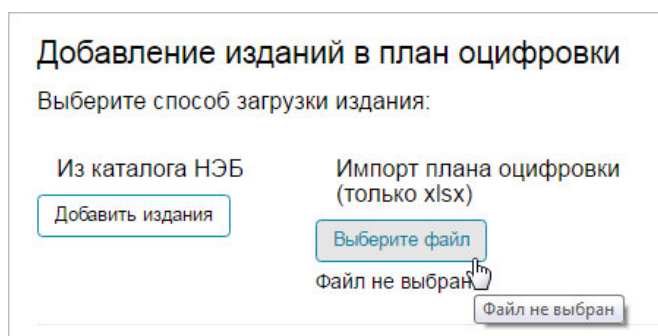 Добавление изданий в план оцифровки
Выберите способ загрузки издания:
Из каталога НЭБ
Добавить издания
Импорт плана оцифровки
(только xlsx)
Выберите файл
Файл не выбран
Файл не выбран